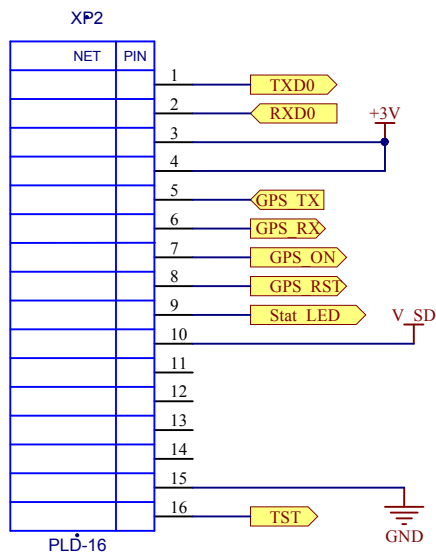 XP2
NET PIN
1 TXD0
2 RXD0
+3V
3
4
5 GPS_TX
6 GPS_RX
7 GPS_ON
8 GPS_RST
9 Stat_LED
V_SD
10
11
12
13
14
15
16 TST
GND
PLD-16